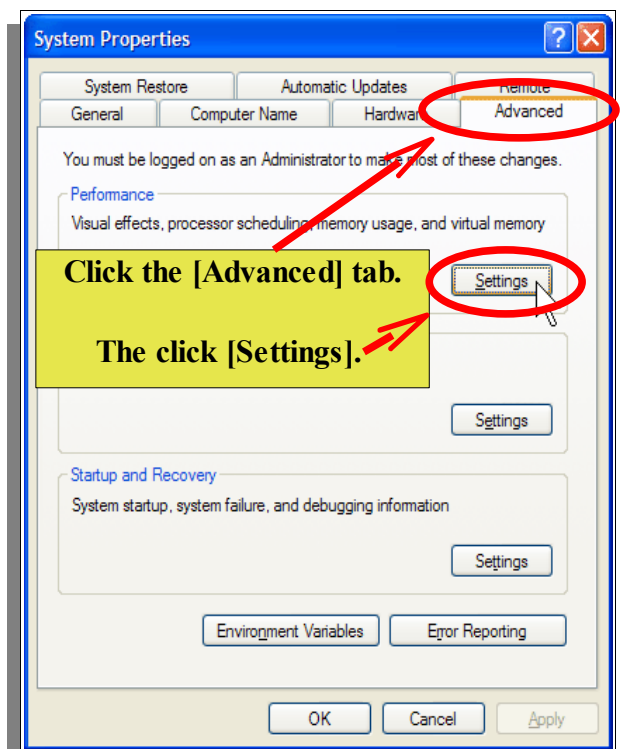 System Properties
System Restore Automatic Updates Remote
General Computer Name Hardware Advanced
You must be logged on as an Administrator to make most of these changes.
Performance
Visual effects, processor scheduling, memory usage, and virtual memory
Click the [Advanced] tab.
Settings
The click [Settings].
Settings
Startup and Recovery
System startup, system failure, and debugging information
Settings
Environment Variables Error Reporting
OK Cancel Apply